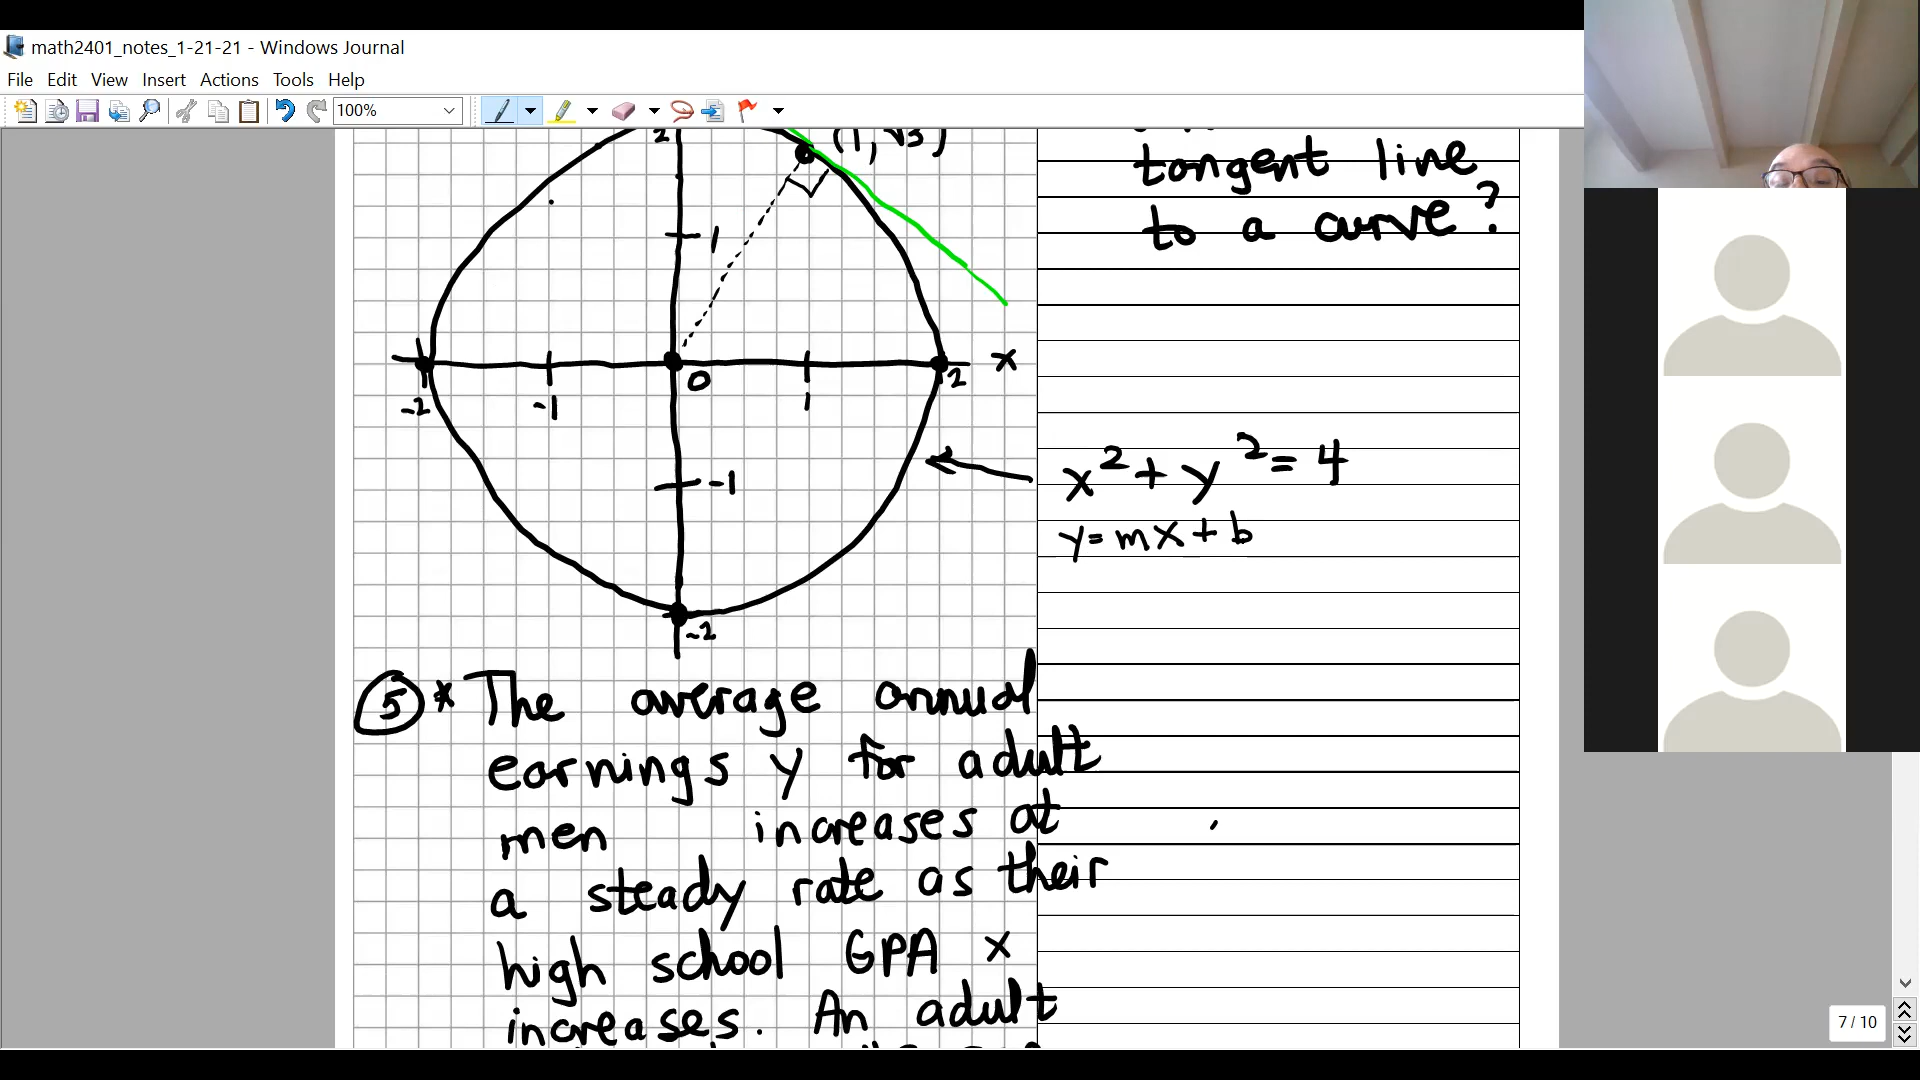 math2401_notes_1-21-21 - Windows Journal
File Edit View Insert Actions Tools Help
100%
2
(1, √3)
1
x
0
-2
-1
1
2
-1
-2
tangent line
to a curve?
x² + y² = 4
y = mx + b
5 * The average annual
earnings y for adult
men increases at
a steady rate as their
high school GPA x
increases. An adult
7 / 10